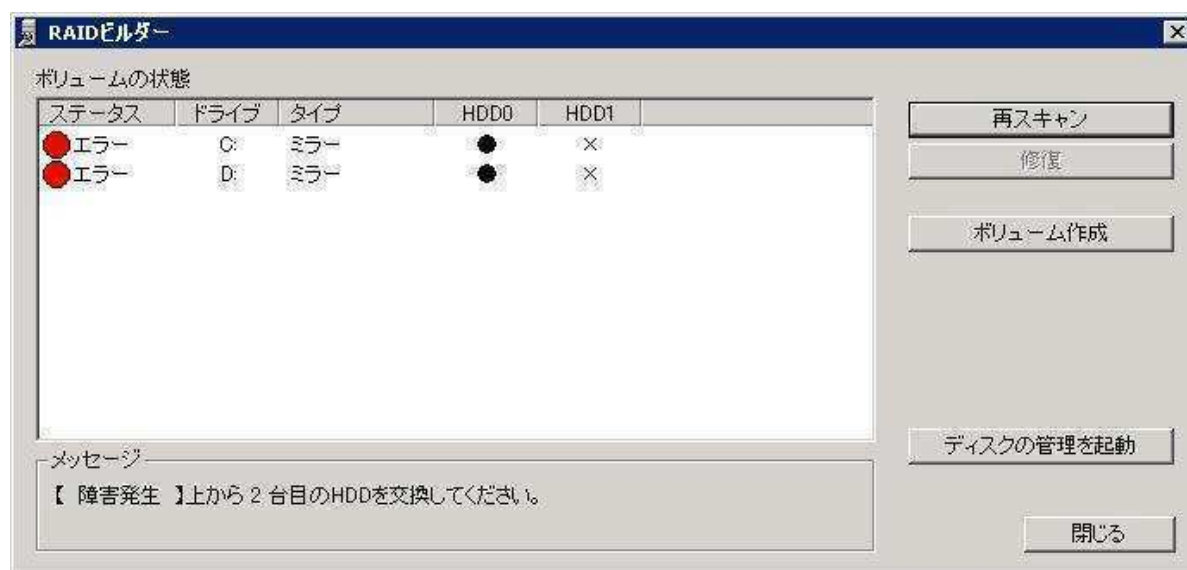 RAIDビルダー
ボリュームの状態
ステータス ドライブ タイプ HDD0 HDD1
エラー C: ミラー ● ×
エラー D: ミラー ● ×
再スキャン
修復
ボリューム作成
ディスクの管理を起動
メッセージ
【 障害発生 】上から 2 台目のHDDを交換してください。
閉じる